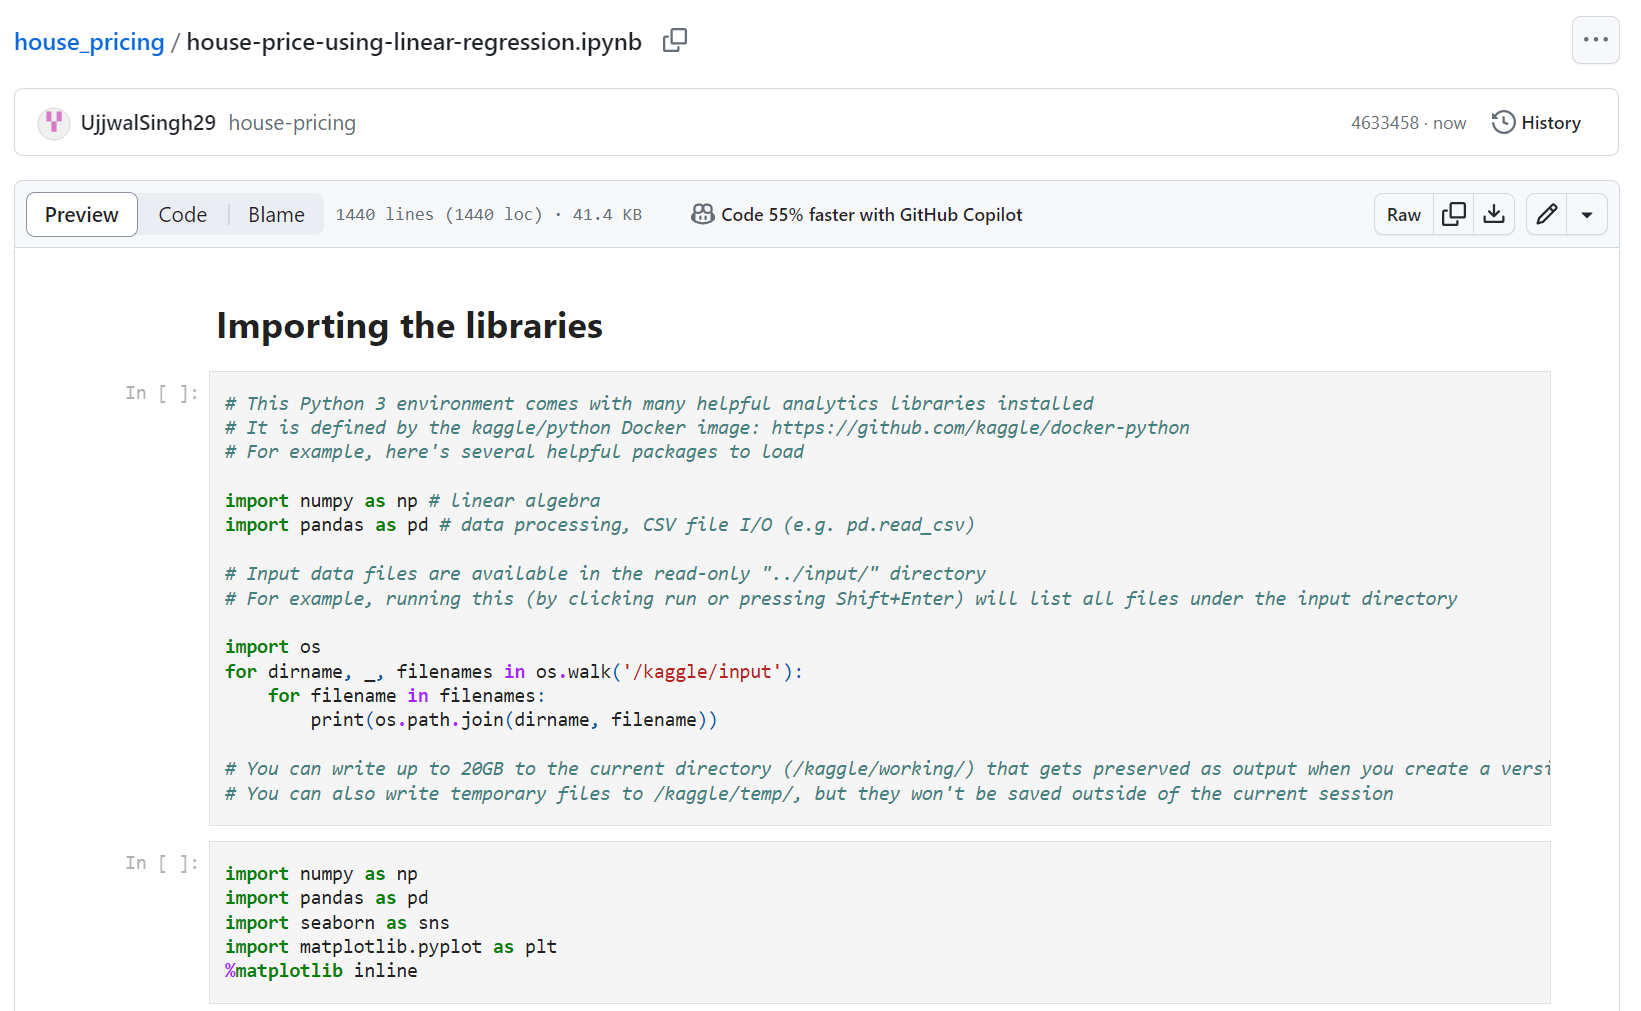 house_pricing / house-price-using-linear-regression.ipynb
UjjwalSingh29 house-pricing
4633458 · now History
Preview Code Blame 1440 lines (1440 loc) · 41.4 KB Code 55% faster with GitHub Copilot Raw
Importing the libraries
In [ ]:
# This Python 3 environment comes with many helpful analytics libraries installed
# It is defined by the kaggle/python Docker image: https://github.com/kaggle/docker-python
# For example, here's several helpful packages to load
import numpy as np # linear algebra
import pandas as pd # data processing, CSV file I/O (e.g. pd.read_csv)
# Input data files are available in the read-only "../input/" directory
# For example, running this (by clicking run or pressing Shift+Enter) will list all files under the input directory
import os
for dirname, _, filenames in os.walk('/kaggle/input'):
    for filename in filenames:
        print(os.path.join(dirname, filename))
# You can write up to 20GB to the current directory (/kaggle/working/) that gets preserved as output when you create a versi
# You can also write temporary files to /kaggle/temp/, but they won't be saved outside of the current session
In [ ]:
import numpy as np
import pandas as pd
import seaborn as sns
import matplotlib.pyplot as plt
%matplotlib inline